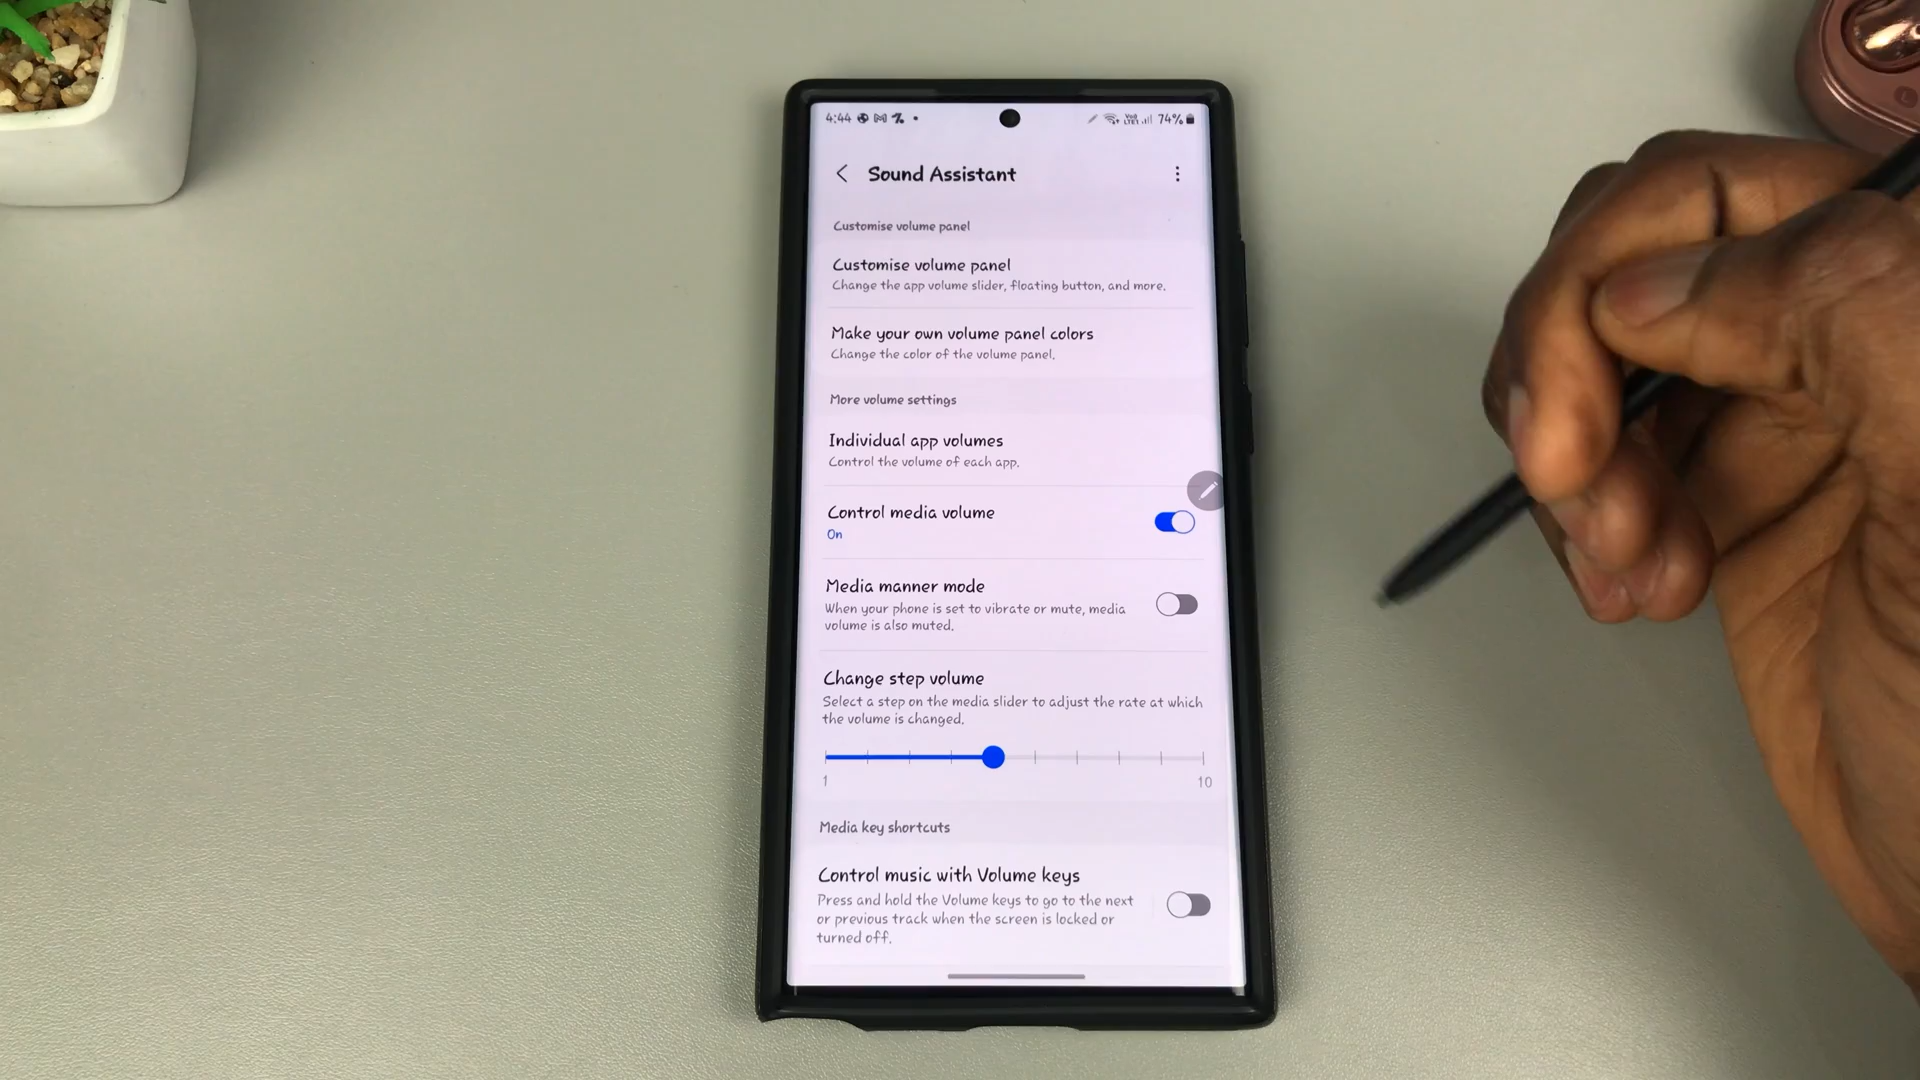 4:44
74%
Sound Assistant
Customise volume panel
Customise volume panel
Change the app volume slider, floating button, and more.
Make your own volume panel colors
Change the color of the volume panel.
More volume settings
Individual app volumes
Control the volume of each app.
Control media volume
On
Media manner mode
When your phone is set to vibrate or mute, media
volume is also muted.
Change step volume
Select a step on the media slider to adjust the rate at which
the volume is changed.
1
10
Media key shortcuts
Control music with Volume keys
Press and hold the Volume keys to go to the next
or previous track when the screen is locked or
turned off.